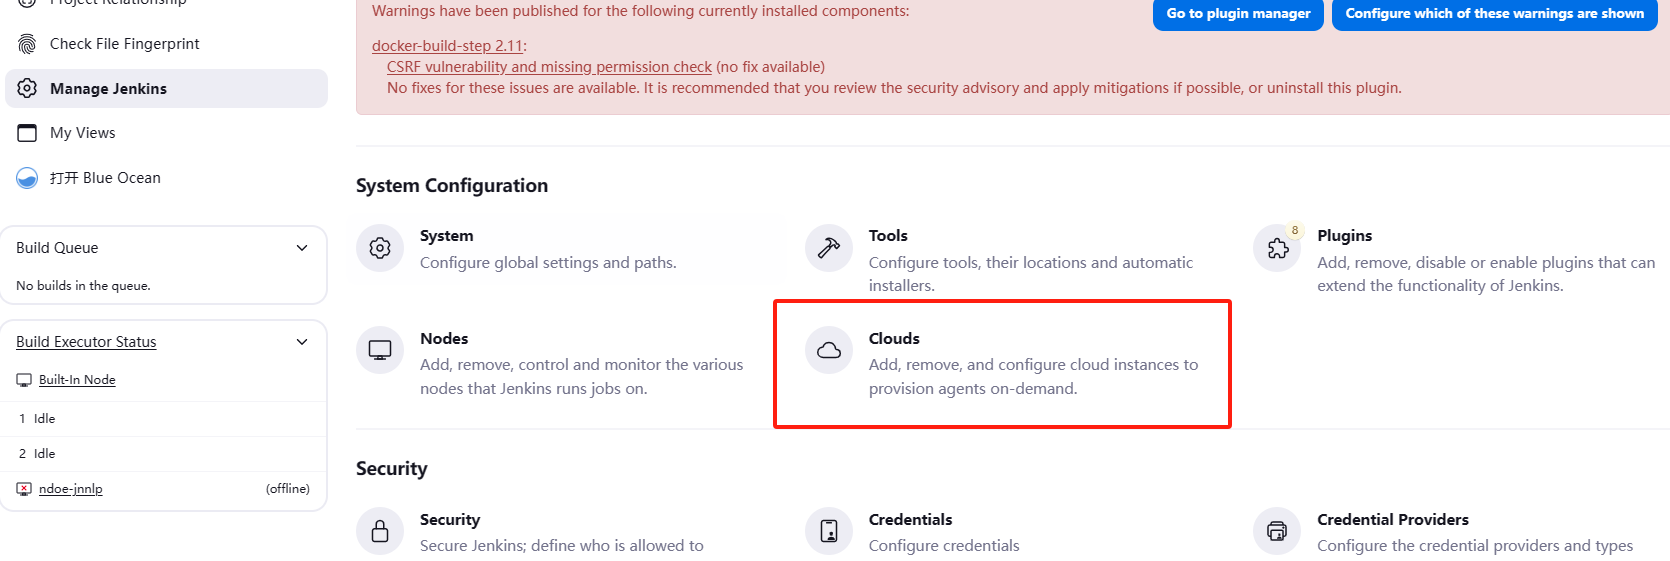 Project Relationship
Check File Fingerprint
Manage Jenkins
My Views
打开 Blue Ocean
Build Queue
No builds in the queue.
Build Executor Status
Built-In Node
1 Idle
2 Idle
ndoe-jnnlp (offline)
Warnings have been published for the following currently installed components:
Go to plugin manager
Configure which of these warnings are shown
docker-build-step 2.11:
CSRF vulnerability and missing permission check (no fix available)
No fixes for these issues are available. It is recommended that you review the security advisory and apply mitigations if possible, or uninstall this plugin.
System Configuration
System
Configure global settings and paths.
Tools
Configure tools, their locations and automatic
installers.
8
Plugins
Add, remove, disable or enable plugins that can
extend the functionality of Jenkins.
Nodes
Add, remove, control and monitor the various
nodes that Jenkins runs jobs on.
Clouds
Add, remove, and configure cloud instances to
provision agents on-demand.
Security
Security
Secure Jenkins; define who is allowed to
Credentials
Configure credentials
Credential Providers
Configure the credential providers and types